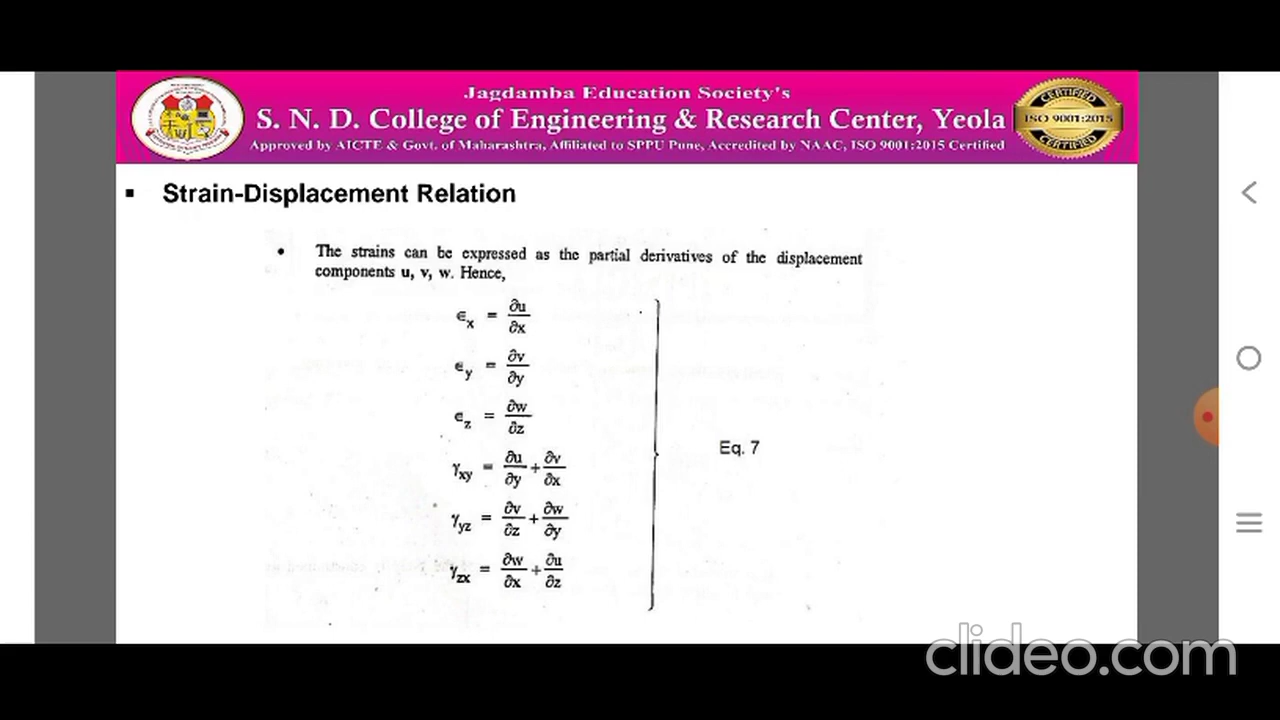 Jagdamba Education Society's
S. N. D. College of Engineering & Research Center, Yeola
Approved by AICTE & Govt. of Maharashtra, Affiliated to SPPU Pune, Accredited by NAAC, ISO 9001:2015 Certified
CERTIFIED
ISO 9001:2015
CERTIFIED
▪ Strain-Displacement Relation
• The strains can be expressed as the partial derivatives of the displacement
components u, v, w. Hence,
∈x = ∂u/∂x
∈y = ∂v/∂y
∈z = ∂w/∂z
γxy = ∂u/∂y + ∂v/∂x
Eq. 7
γyz = ∂v/∂z + ∂w/∂y
γzx = ∂w/∂x + ∂u/∂z
clideo.com